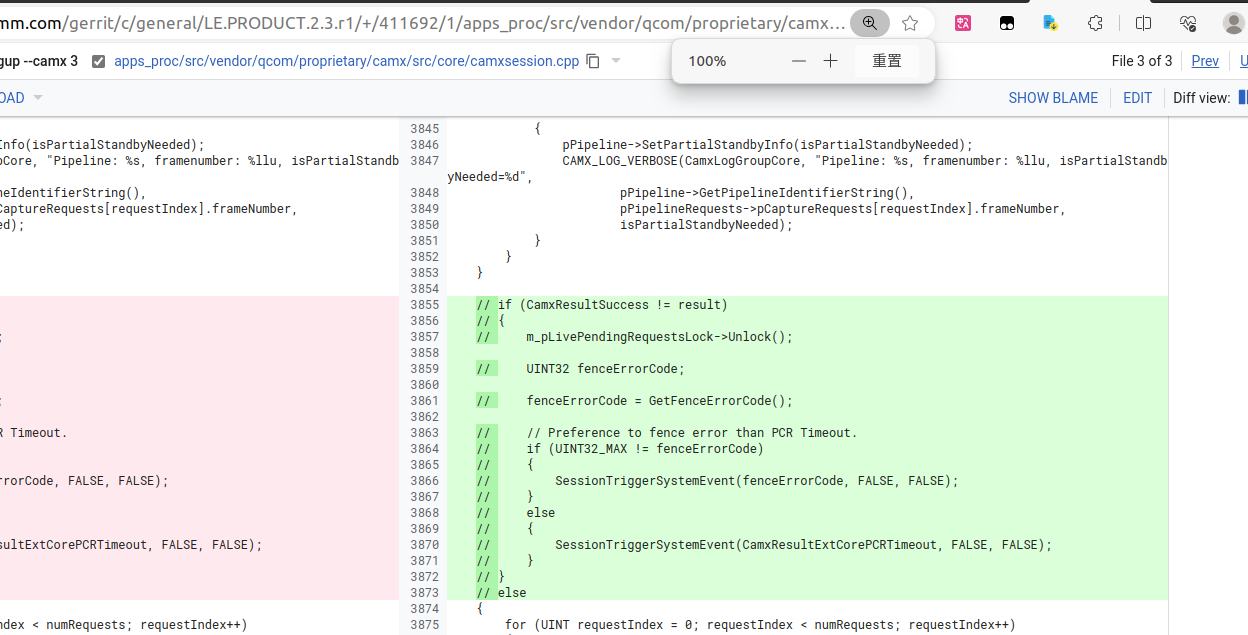 mm.com/gerrit/c/general/LE.PRODUCT.2.3.r1/+/411692/1/apps_proc/src/vendor/qcom/proprietary/camx...
gup --camx 3 apps_proc/src/vendor/qcom/proprietary/camx/src/core/camxsession.cpp
100% — + 重置
File 3 of 3 Prev U
OAD SHOW BLAME EDIT Diff view:
3845 {
Info(isPartialStandbyNeeded); 3846 pPipeline->SetPartialStandbyInfo(isPartialStandbyNeeded);
pCore, "Pipeline: %s, framenumber: %llu, isPartialStandb 3847 CAMX_LOG_VERBOSE(CamxLogGroupCore, "Pipeline: %s, framenumber: %llu, isPartialStandb
yNeeded=%d",
neIdentifierString(), 3848 pPipeline->GetPipelineIdentifierString(),
CaptureRequests[requestIndex].frameNumber, 3849 pPipelineRequests->pCaptureRequests[requestIndex].frameNumber,
ed); 3850 isPartialStandbyNeeded);
3851 }
3852 }
3853 }
3854
3855 // if (CamxResultSuccess != result)
3856 // {
; 3857 // m_pLivePendingRequestsLock->Unlock();
3858
3859 // UINT32 fenceErrorCode;
3860
; 3861 // fenceErrorCode = GetFenceErrorCode();
3862
R Timeout. 3863 // // Preference to fence error than PCR Timeout.
3864 // if (UINT32_MAX != fenceErrorCode)
3865 // {
rorCode, FALSE, FALSE); 3866 // SessionTriggerSystemEvent(fenceErrorCode, FALSE, FALSE);
3867 // }
3868 // else
3869 // {
sultExtCorePCRTimeout, FALSE, FALSE); 3870 // SessionTriggerSystemEvent(CamxResultExtCorePCRTimeout, FALSE, FALSE);
3871 // }
3872 // }
3873 // else
3874 {
ndex < numRequests; requestIndex++) 3875 for (UINT requestIndex = 0; requestIndex < numRequests; requestIndex++)